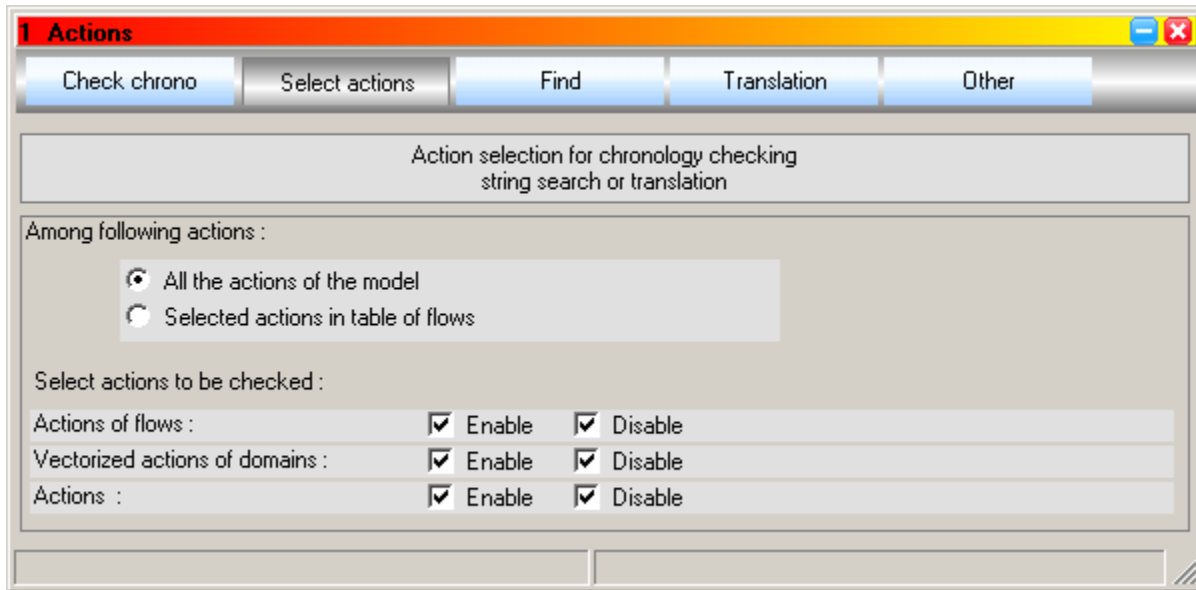 1 Actions
Check chrono Select actions Find Translation Other
Action selection for chronology checking
string search or translation
Among following actions :
All the actions of the model
Selected actions in table of flows
Select actions to be checked :
Actions of flows : Enable Disable
Vectorized actions of domains : Enable Disable
Actions : Enable Disable